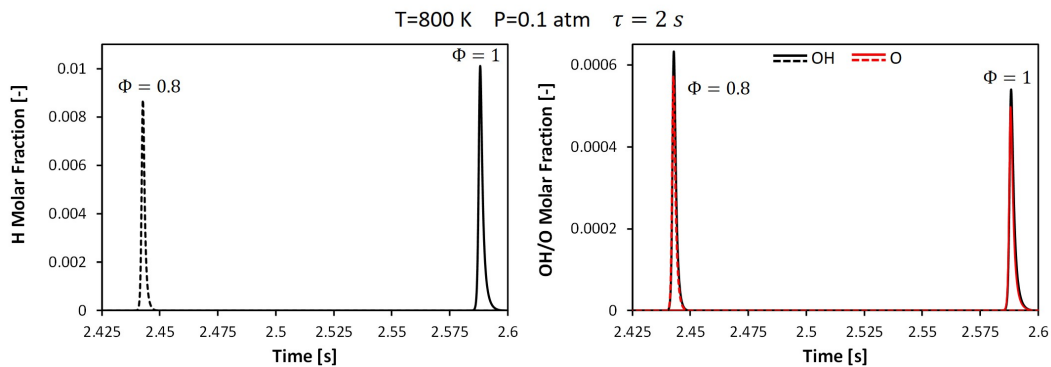 T=800 K P=0.1 atm τ = 2 s
H Molar Fraction [-]
0.01
0.008
0.006
0.004
0.002
0
Φ = 0.8
Φ = 1
2.425 2.45 2.475 2.5 2.525 2.55 2.575 2.6
Time [s]
OH/O Molar Fraction [-]
0.0006
0.0004
0.0002
0
OH O
Φ = 0.8
Φ = 1
2.425 2.45 2.475 2.5 2.525 2.55 2.575 2.6
Time [s]